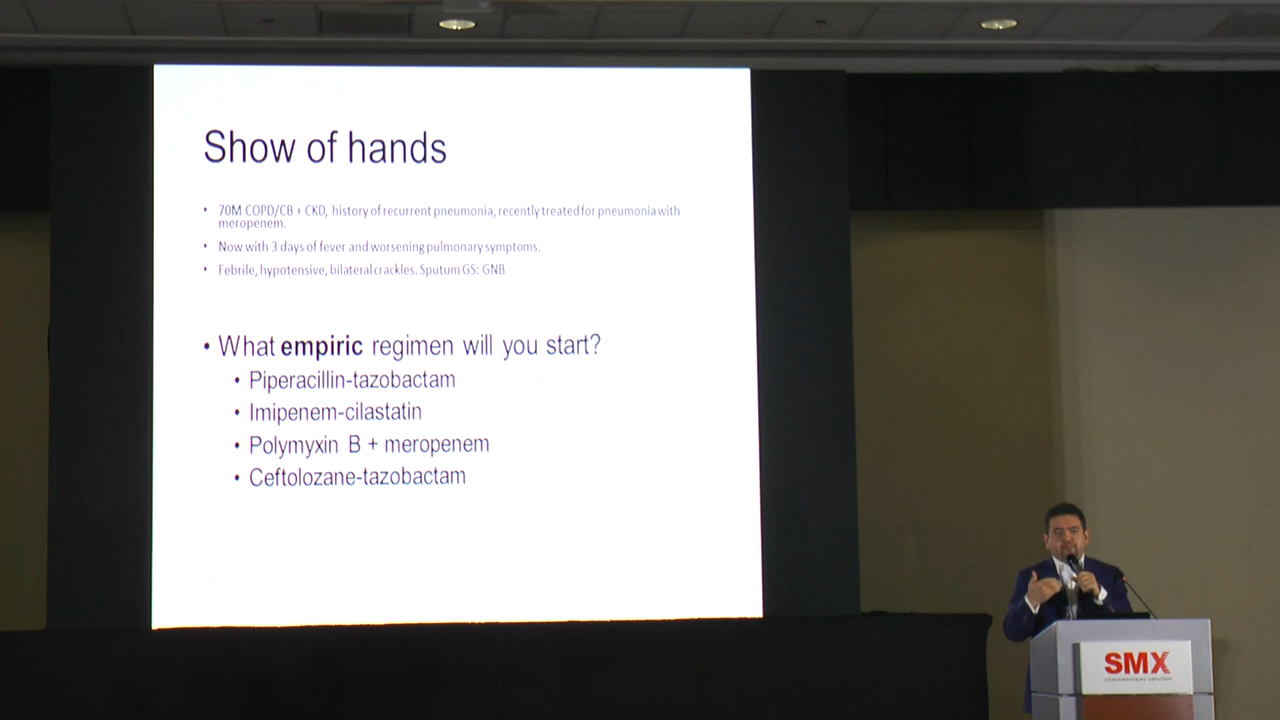 Show of hands
• 70M COPD/CB + CKD, history of recurrent pneumonia, recently treated for pneumonia with
meropenem.
• Now with 3 days of fever and worsening pulmonary symptoms.
• Febrile, hypotensive, bilateral crackles. Sputum GS: GNB
• What empiric regimen will you start?
• Piperacillin-tazobactam
• Imipenem-cilastatin
• Polymyxin B + meropenem
• Ceftolozane-tazobactam
SMX
CONVENTION CENTER